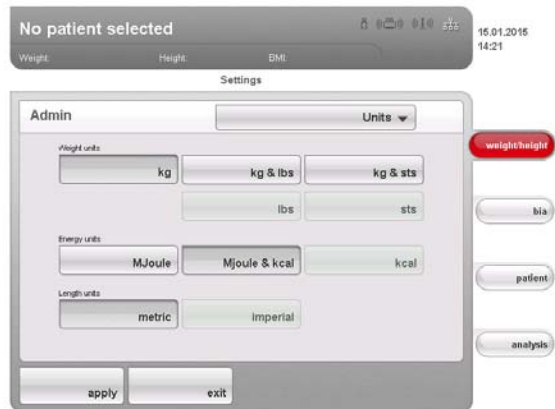 No patient selected
15.01.2015
14:21
Weight: Height: BMI:
Settings
Admin Units
Weight units
kg kg & lbs kg & sts
lbs sts
Energy units
MJoule Mjoule & kcal kcal
Length units
metric imperial
apply exit
weight/height
bia
patient
analysis